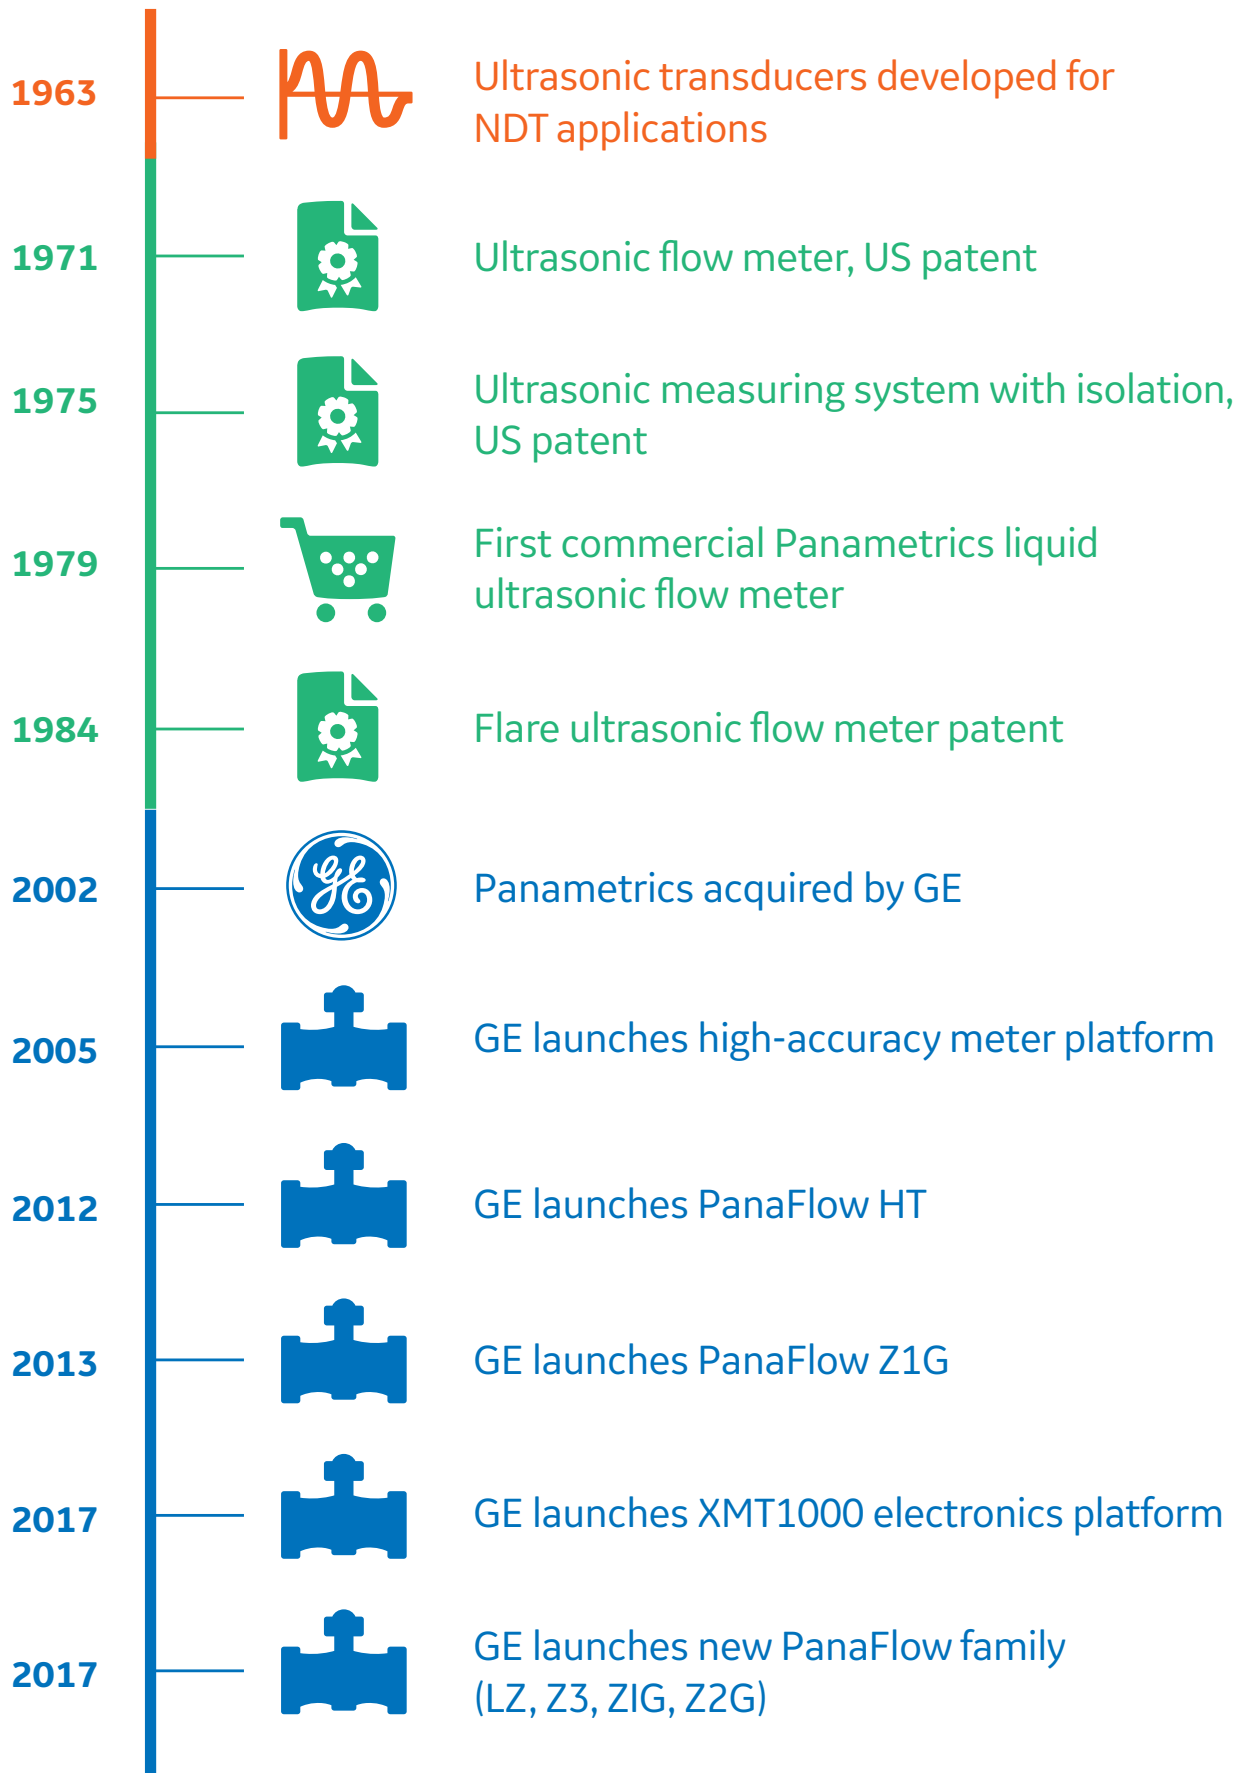 1963
Ultrasonic transducers developed for
NDT applications
1971
Ultrasonic flow meter, US patent
1975
Ultrasonic measuring system with isolation,
US patent
1979
First commercial Panametrics liquid
ultrasonic flow meter
1984
Flare ultrasonic flow meter patent
2002
GE
Panametrics acquired by GE
2005
GE launches high-accuracy meter platform
2012
GE launches PanaFlow HT
2013
GE launches PanaFlow Z1G
2017
GE launches XMT1000 electronics platform
2017
GE launches new PanaFlow family
(LZ, Z3, ZIG, Z2G)